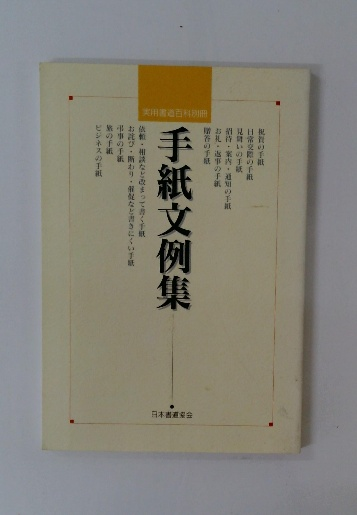 実用書道百科別冊
祝賀の手紙
日常交際の手紙
見舞いの手紙
招待・案内・通知の手紙
お礼・返事の手紙
贈答の手紙
手紙文例集
依頼・相談など改まって書く手紙
お詫び・断わり・催促など書きにくい手紙
弔事の手紙
旅の手紙
ビジネスの手紙
日本書道協会